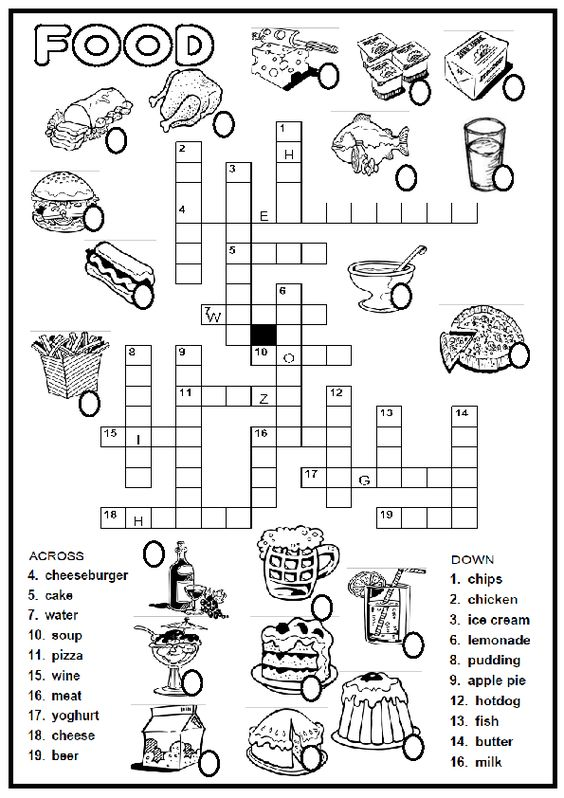 FOOD
1
H
2
3
4
E
5
6
7
W
8
9
10
O
11
Z
12
13
14
15
I
16
17
G
18
H
19
ACROSS
4. cheeseburger
5. cake
7. water
10. soup
11. pizza
15. wine
16. meat
17. yoghurt
18. cheese
19. beer
DOWN
1. chips
2. chicken
3. ice cream
6. lemonade
8. pudding
9. apple pie
12. hotdog
13. fish
14. butter
16. milk